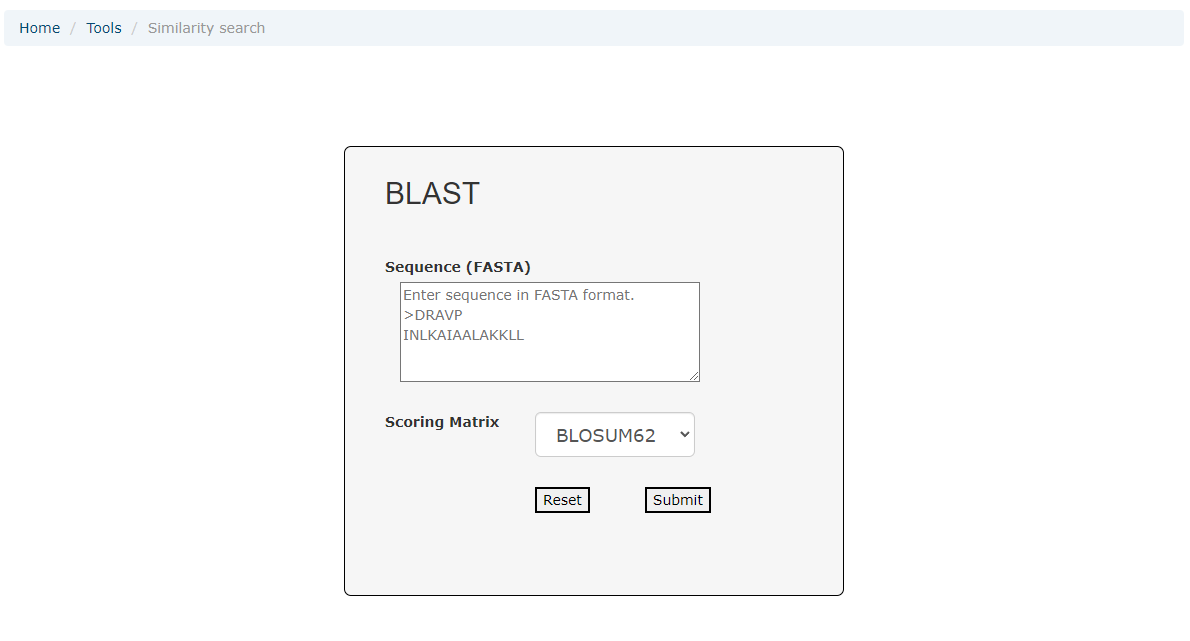 Home / Tools / Similarity search
BLAST
Sequence (FASTA)
Enter sequence in FASTA format.
>DRAVP
INLKAIAALAKKLL
Scoring Matrix BLOSUM62
Reset Submit